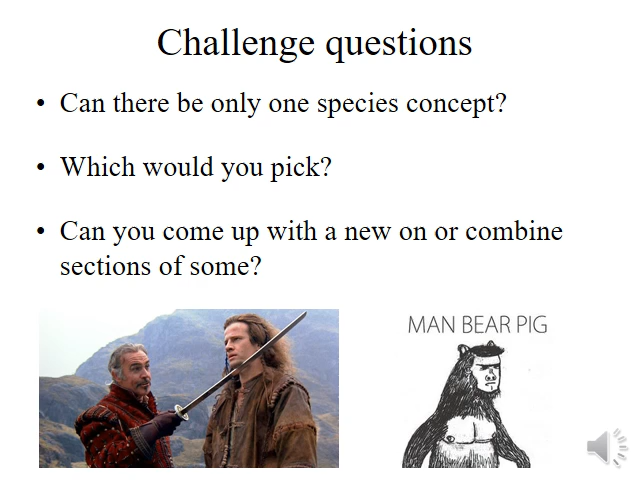 Challenge questions
• Can there be only one species concept?
• Which would you pick?
• Can you come up with a new on or combine
sections of some?
MAN BEAR PIG